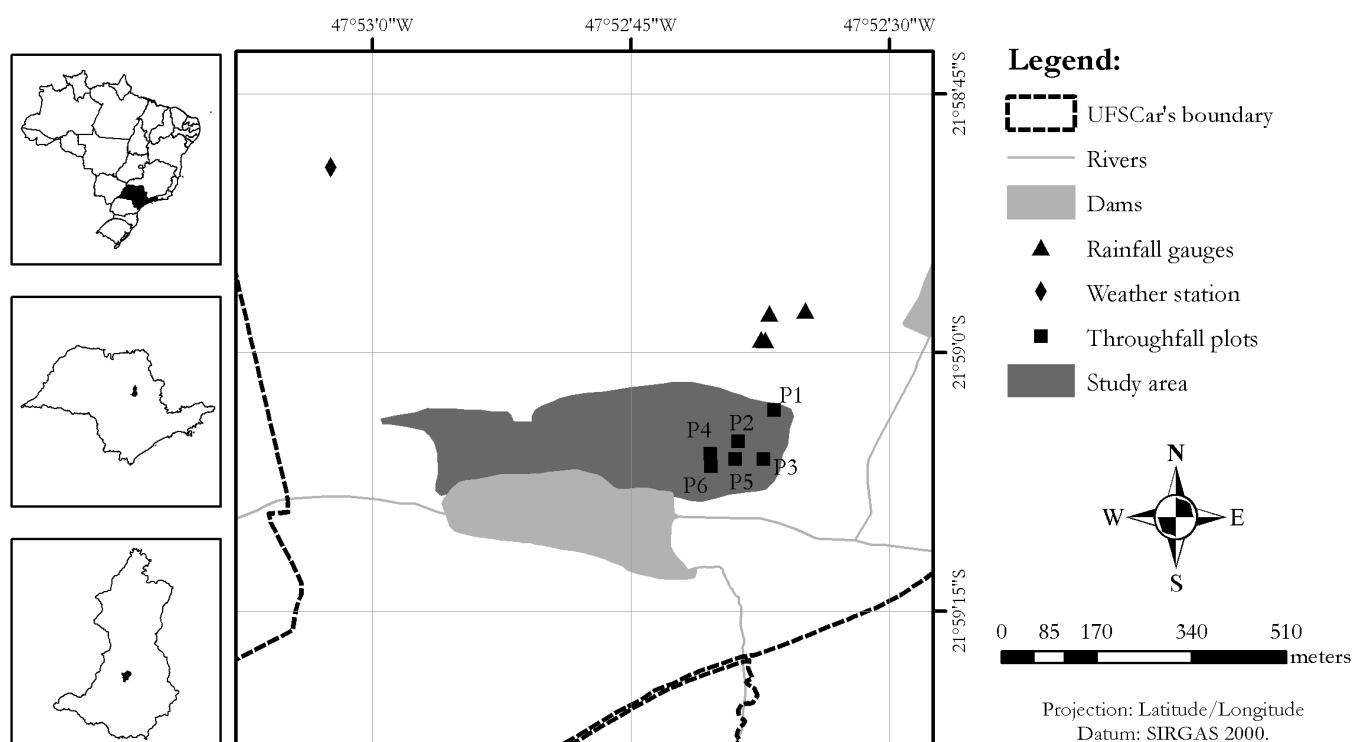 47°53'0"W 47°52'45"W 47°52'30"W
21°58'45"S
21°59'0"S
21°59'15"S
P1
P2
P4
P3
P5
P6
Legend:
UFSCar's boundary
Rivers
Dams
Rainfall gauges
Weather station
Throughfall plots
Study area
N
W E
S
0 85 170 340 510
meters
Projection: Latitude/Longitude
Datum: SIRGAS 2000.